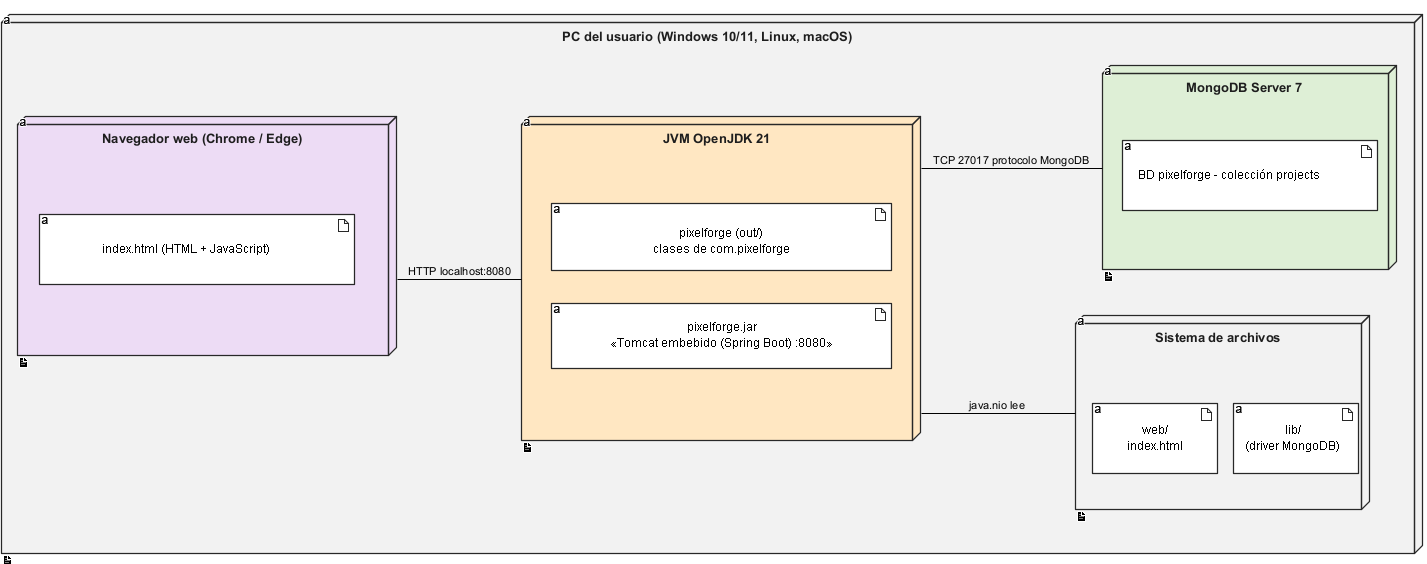 a
PC del usuario (Windows 10/11, Linux, macOS)
a
Navegador web (Chrome / Edge)
a
index.html (HTML + JavaScript)
HTTP localhost:8080
a
JVM OpenJDK 21
a
pixelforge (out/)
clases de com.pixelforge
a
pixelforge.jar
«Tomcat embebido (Spring Boot) :8080»
TCP 27017 protocolo MongoDB
a
MongoDB Server 7
a
BD pixelforge - colección projects
java.nio lee
a
Sistema de archivos
a
web/
index.html
a
lib/
(driver MongoDB)